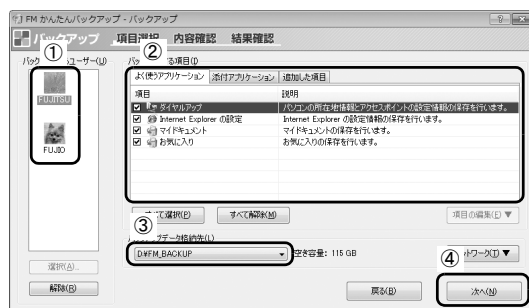 FM かんたんバックアップ - バックアップ
バックアップ 項目選択 内容確認 結果確認
① ②
るユーザー(U)
る項目(I)
よく使うアプリケーション 添付アプリケーション 追加した項目
項目 説明
ダイヤルアップ パソコンの所在地情報とアクセスポイントの設定情報の保存を行います。
Internet Explorer の設定 Internet Explorer の設定情報の保存を行います。
マイドキュメント マイドキュメントの保存を行います。
お気に入り お気に入りの保存を行います。
FUJITSU
FUJIO
て選択(P) すべて解除(M) 項目の編集(E) ▼
③
データ格納先(L)
D:¥FM_BACKUP 空き容量: 115 GB トワーク(T) ▼
④
選択(A)...
解除(R) 戻る(B) 次へ(N)